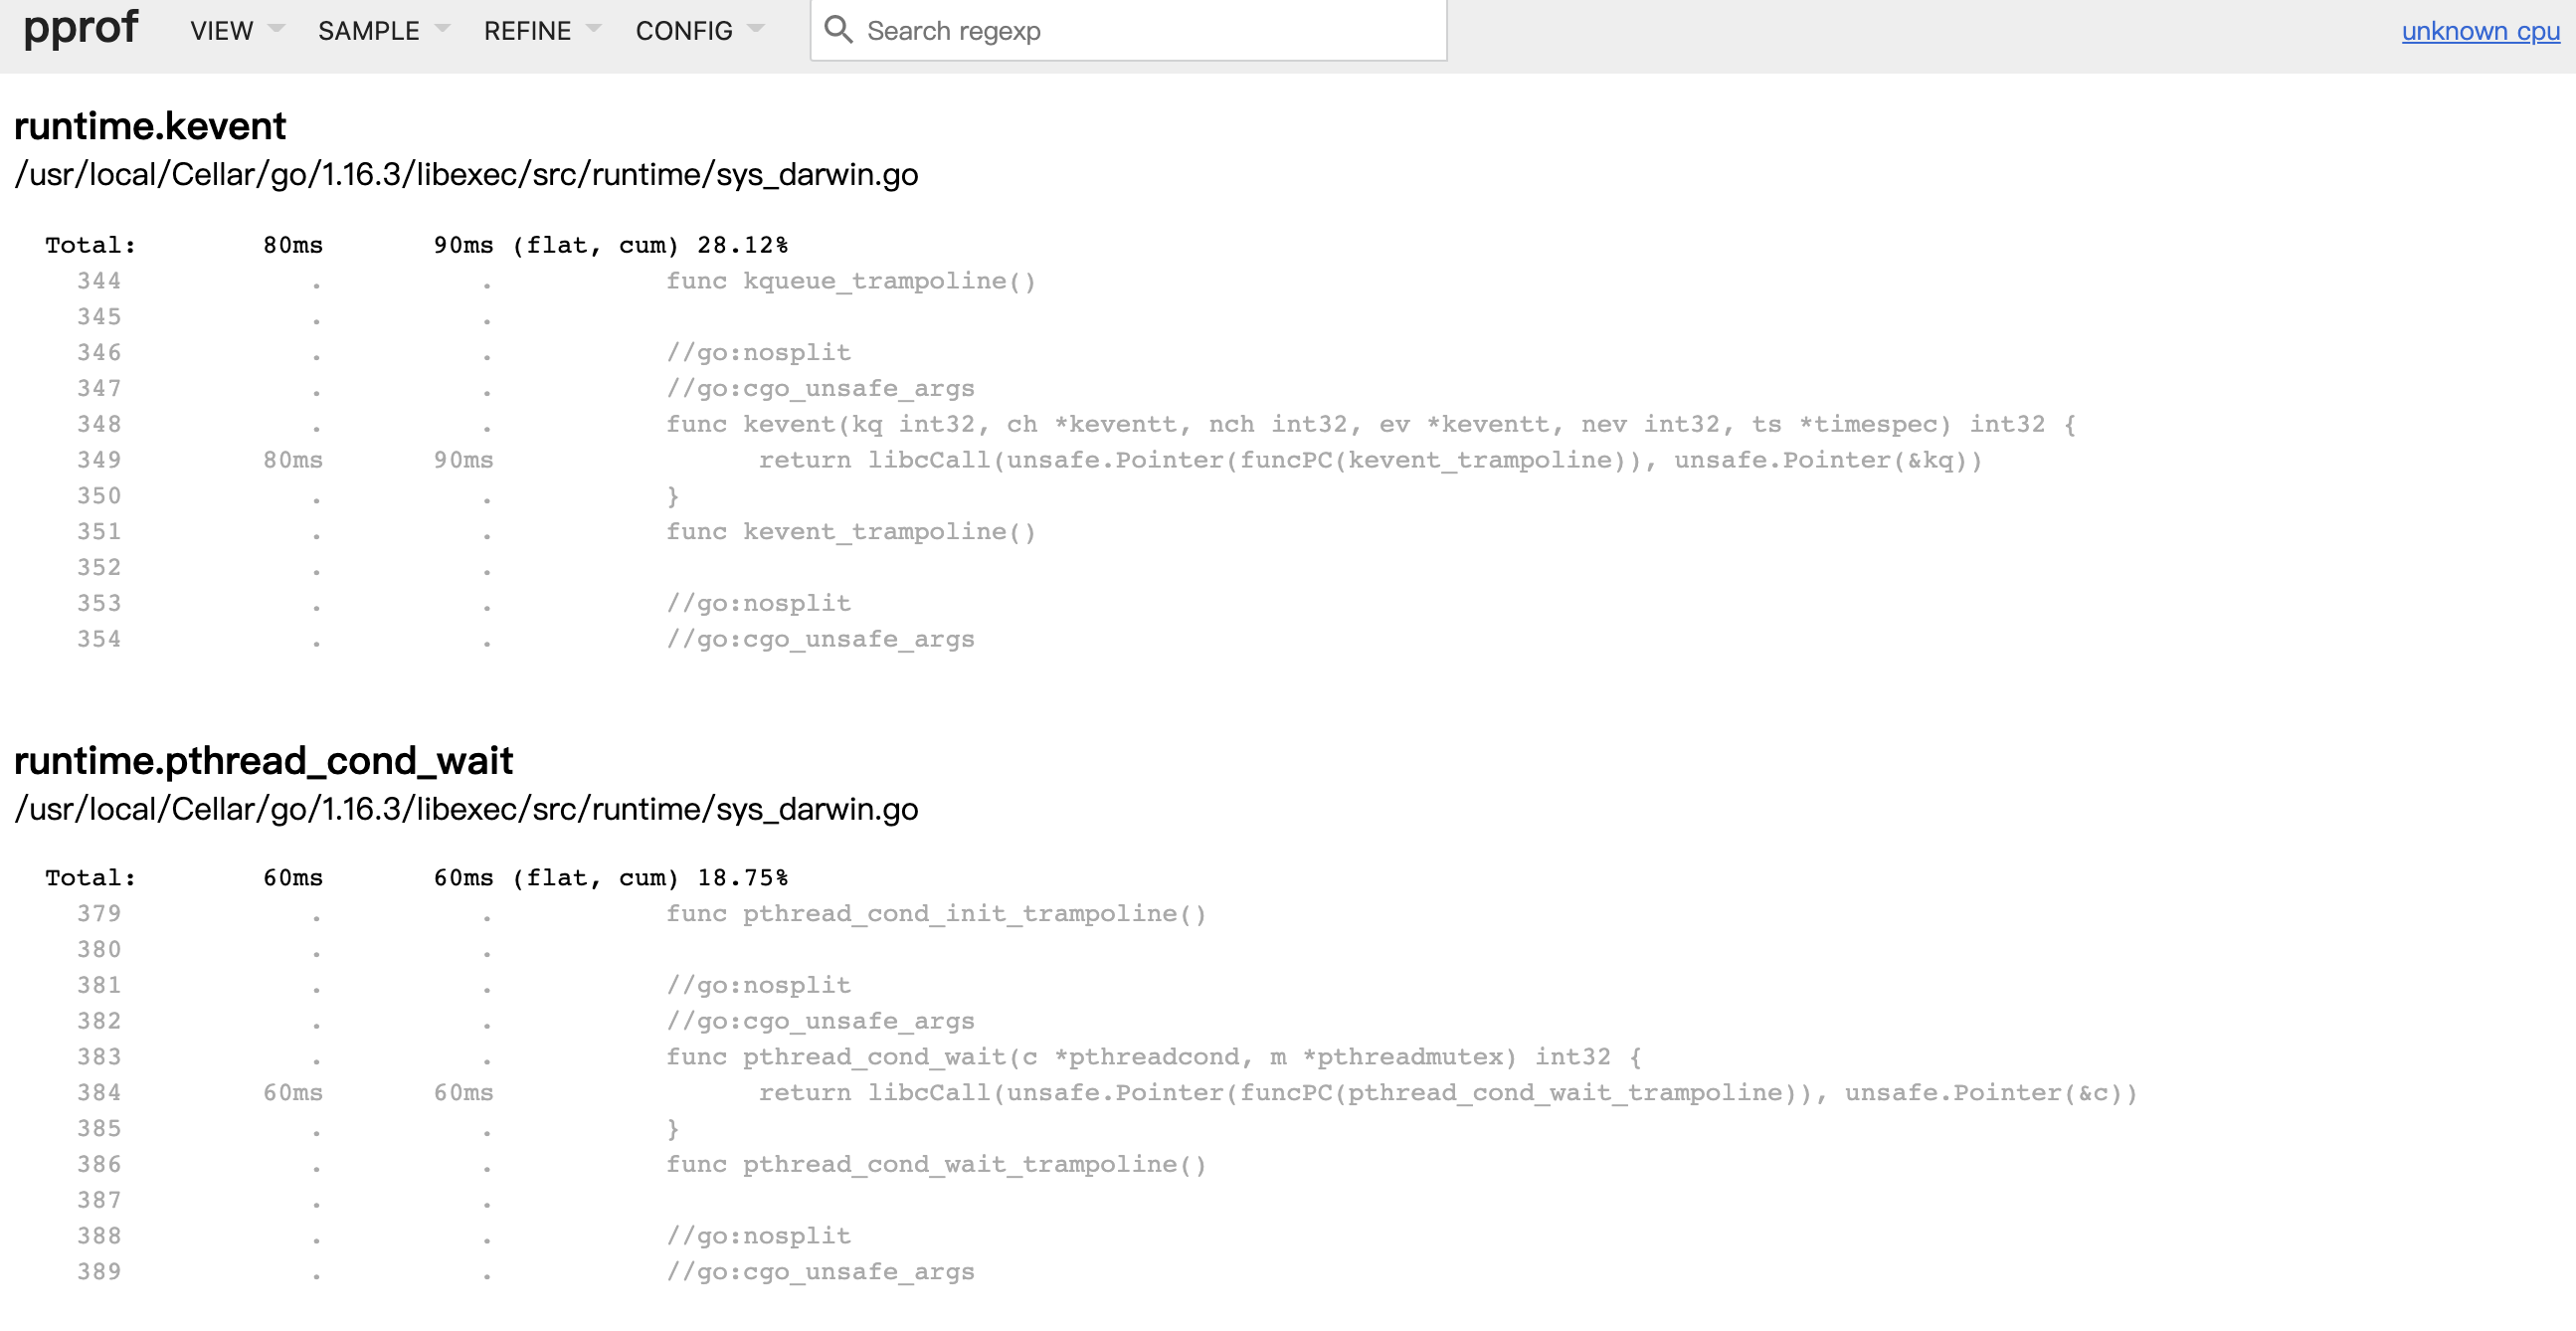 pprof VIEW SAMPLE REFINE CONFIG Search regexp unknown cpu
runtime.kevent
/usr/local/Cellar/go/1.16.3/libexec/src/runtime/sys_darwin.go
Total: 80ms 90ms (flat, cum) 28.12%
344 . . func kqueue_trampoline()
345 . .
346 . . //go:nosplit
347 . . //go:cgo_unsafe_args
348 . . func kevent(kq int32, ch *keventt, nch int32, ev *keventt, nev int32, ts *timespec) int32 {
349 80ms 90ms return libcCall(unsafe.Pointer(funcPC(kevent_trampoline)), unsafe.Pointer(&kq))
350 . . }
351 . . func kevent_trampoline()
352 . .
353 . . //go:nosplit
354 . . //go:cgo_unsafe_args
runtime.pthread_cond_wait
/usr/local/Cellar/go/1.16.3/libexec/src/runtime/sys_darwin.go
Total: 60ms 60ms (flat, cum) 18.75%
379 . . func pthread_cond_init_trampoline()
380 . .
381 . . //go:nosplit
382 . . //go:cgo_unsafe_args
383 . . func pthread_cond_wait(c *pthreadcond, m *pthreadmutex) int32 {
384 60ms 60ms return libcCall(unsafe.Pointer(funcPC(pthread_cond_wait_trampoline)), unsafe.Pointer(&c))
385 . . }
386 . . func pthread_cond_wait_trampoline()
387 . .
388 . . //go:nosplit
389 . . //go:cgo_unsafe_args